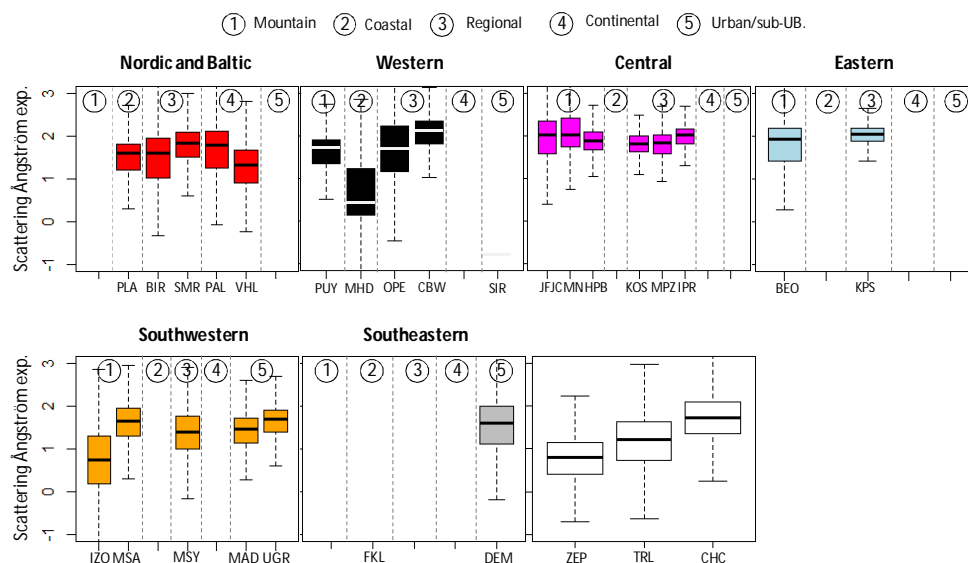 1 Mountain 2 Coastal 3 Regional 4 Continental 5 Urban/sub-UB.
Nordic and Baltic Western Central Eastern
Scattering Ångström exp.
3
2
1
0
-1
1 2 3 4 5
1 2 3 4 5
1 2 3 4 5
1 2 3 4 5
PLA BIR SMR PAL VHL
PUY MHD OPE CBW SIR
JFJ CMN HPB KOS MPZ IPR
BEO KPS
Southwestern Southeastern
Scattering Ångström exp.
3
2
1
0
-1
1 2 3 4 5
1 2 3 4 5
IZO MSA MSY MAD UGR
FKL DEM
ZEP TRL CHC